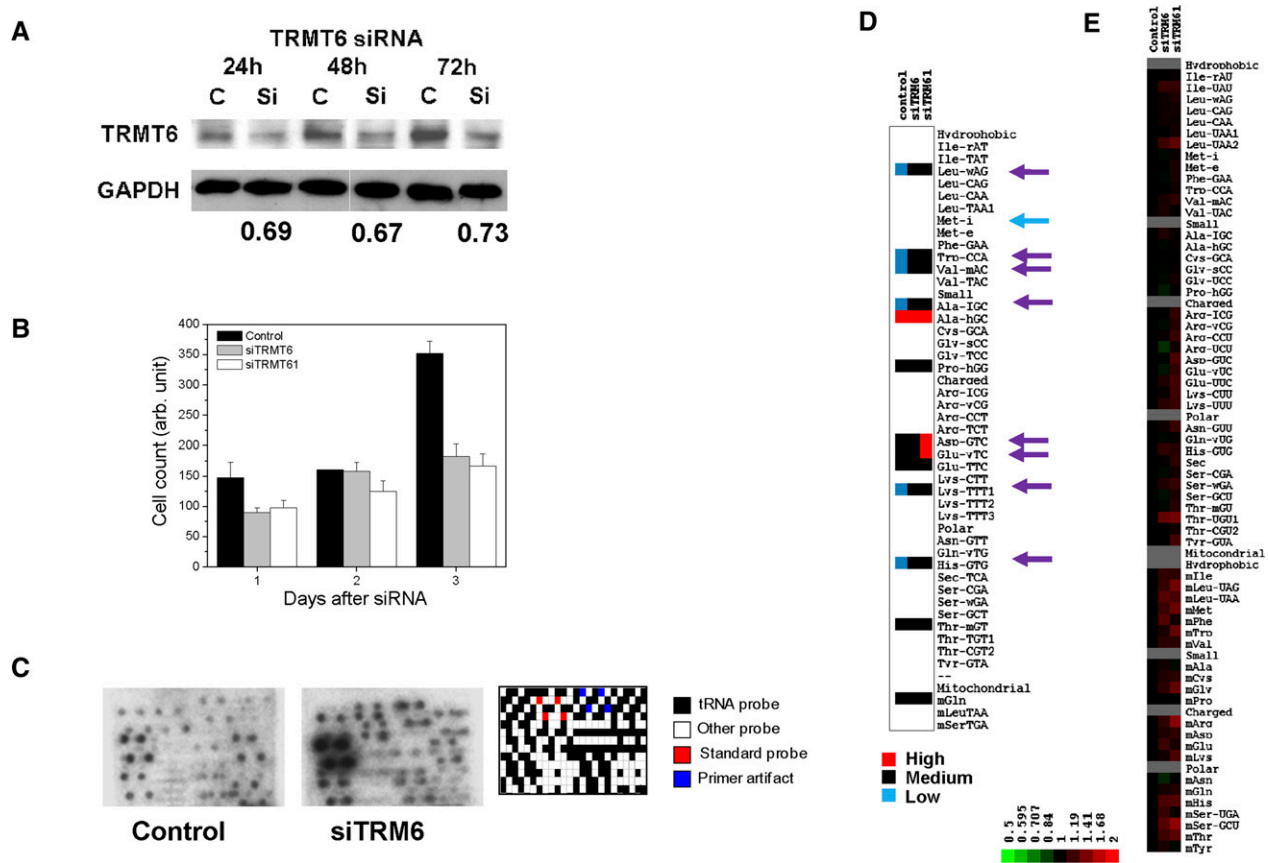 A
TRMT6 siRNA
24h 48h 72h
C Si C Si C Si
TRMT6
GAPDH
0.69 0.67 0.73
B
Cell count (arb. unit)
400
350
300
250
200
150
100
50
0
Control
siTRMT6
siTRMT61
1 2 3
Days after siRNA
C
Control
siTRM6
tRNA probe
Other probe
Standard probe
Primer artifact
D
control
siTRM6
siTRM61
Hydrophobic
Ile-rAT
Ile-TAT
Leu-wAG
Leu-CAG
Leu-CAA
Leu-TAA1
Met-i
Met-e
Phe-GAA
Trp-CCA
Val-mAC
Val-TAC
Small
Ala-IGC
Ala-hGC
Cys-GCA
Gly-sCC
Gly-TCC
Pro-hGG
Charged
Arg-ICG
Arg-yCG
Arg-CCT
Arg-TCT
Asp-GTC
Glu-yTC
Glu-TTC
Lys-CTT
Lys-TTT1
Lys-TTT2
Lys-TTT3
Polar
Asn-GTT
Gln-yTG
His-GTG
Sec-TCA
Ser-CGA
Ser-wGA
Ser-GCT
Thr-mGT
Thr-TGT1
Thr-CGT2
Tyr-GTA
--
Mitochondrial
mGln
mLeuTAA
mSerTGA
High
Medium
Low
E
Control
siTRM6
siTRM61
Hydrophobic
Ile-rAU
Ile-UAU
Leu-wAG
Leu-CAG
Leu-CAA
Leu-UAA1
Leu-UAA2
Met-i
Met-e
Phe-GAA
Trp-CCA
Val-mAC
Val-UAC
Small
Ala-IGC
Ala-hGC
Cys-GCA
Gly-sCC
Gly-UCC
Pro-hGG
Charged
Arg-ICG
Arg-yCG
Arg-CCU
Arg-UCU
Asp-GUC
Glu-yUC
Glu-UUC
Lys-CUU
Lys-UUU
Polar
Asn-GUU
Gln-yUG
His-GUG
Sec
Ser-CGA
Ser-wGA
Ser-GCU
Thr-mGU
Thr-UGU1
Thr-CGU2
Tyr-GUA
Mitocondrial
Hydrophobic
mIle
mLeu-UAG
mLeu-UAA
mMet
mPhe
mTrp
mVal
Small
mAla
mCys
mGly
mPro
Charged
mArg
mAsp
mGlu
mLys
Polar
mAsn
mGln
mHis
mSer-UGA
mSer-GCU
mThr
mTyr
0.5 0.595 0.707 0.84 1 1.19 1.41 1.68 2